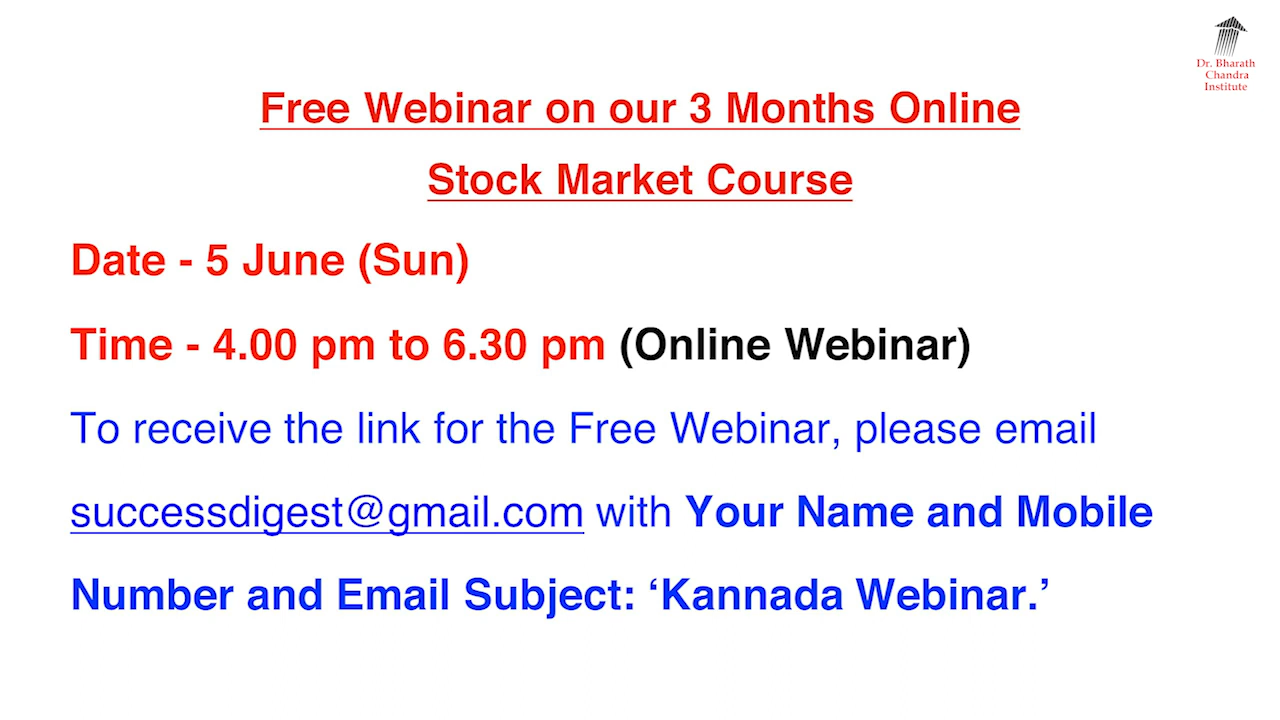 Dr. Bharath
Chandra
Institute
Free Webinar on our 3 Months Online
Stock Market Course
Date - 5 June (Sun)
Time - 4.00 pm to 6.30 pm (Online Webinar)
To receive the link for the Free Webinar, please email
successdigest@gmail.com with Your Name and Mobile
Number and Email Subject: ‘Kannada Webinar.’